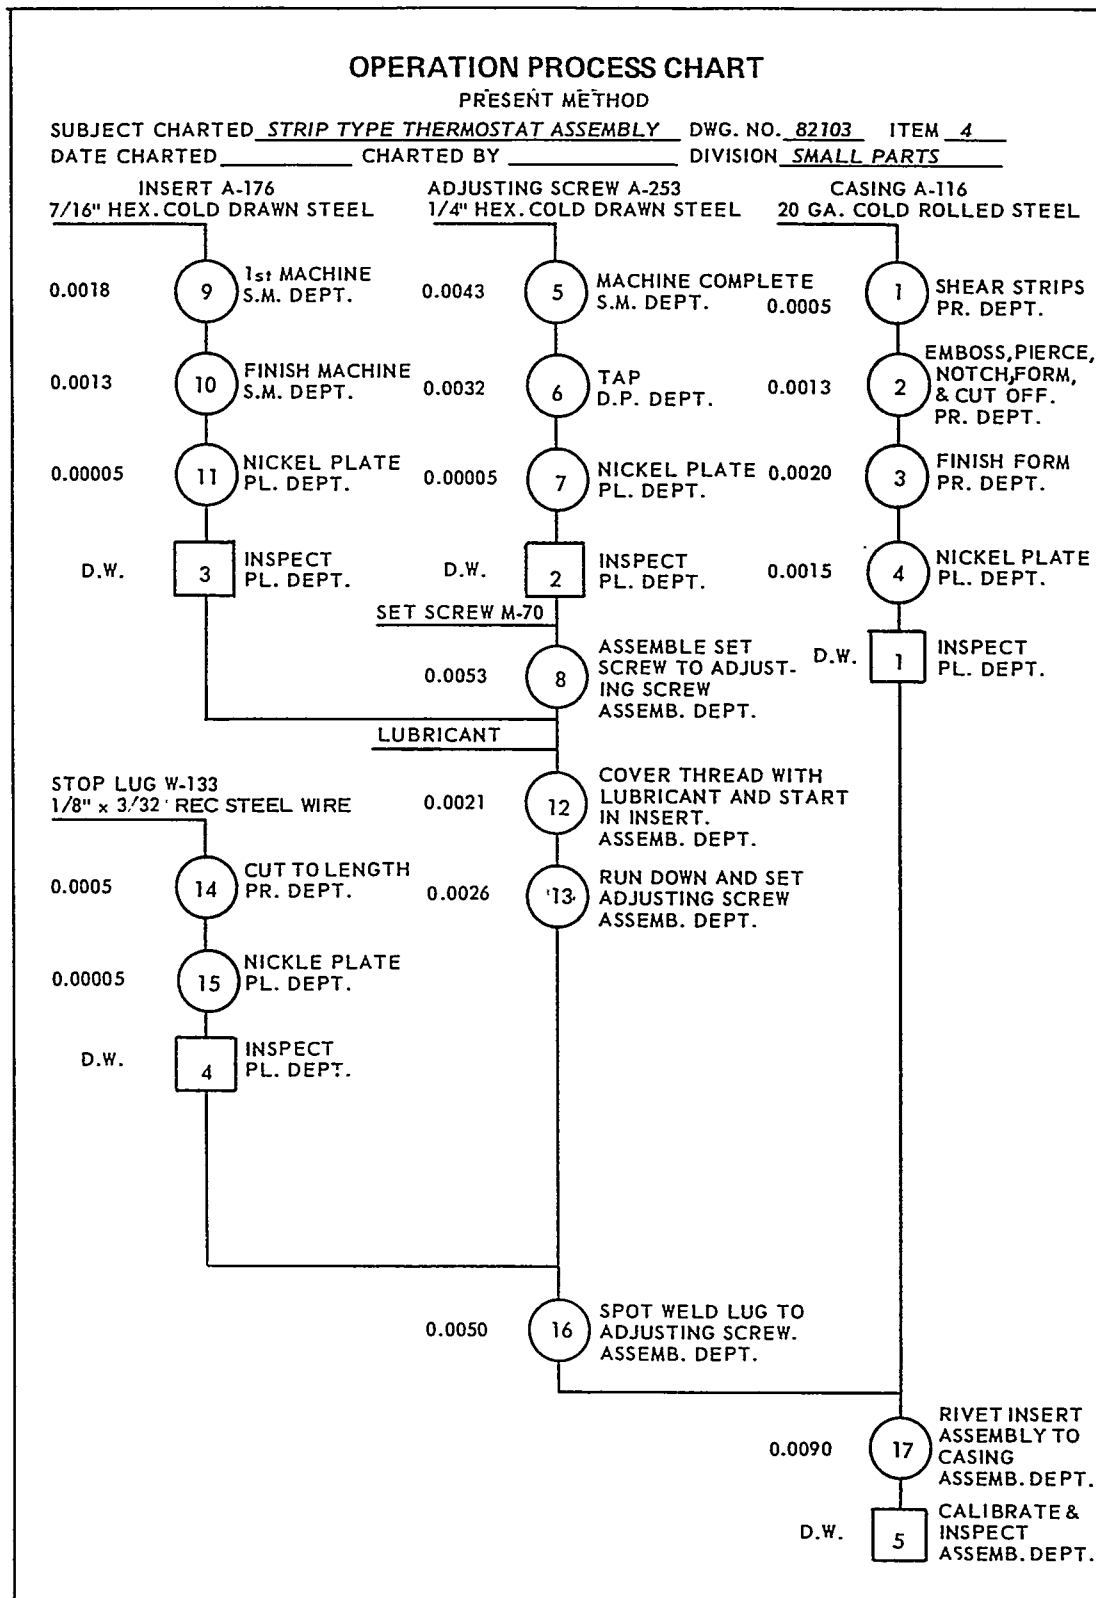 OPERATION PROCESS CHART
PRESENT METHOD
SUBJECT CHARTED STRIP TYPE THERMOSTAT ASSEMBLY DWG. NO. 82103 ITEM 4
DATE CHARTED CHARTED BY DIVISION SMALL PARTS
INSERT A-176
7/16" HEX. COLD DRAWN STEEL
0.0018
9
1st MACHINE
S.M. DEPT.
0.0013
10
FINISH MACHINE
S.M. DEPT.
0.00005
11
NICKEL PLATE
PL. DEPT.
D.W.
3
INSPECT
PL. DEPT.
ADJUSTING SCREW A-253
1/4" HEX. COLD DRAWN STEEL
0.0043
5
MACHINE COMPLETE
S.M. DEPT.
0.0032
6
TAP
D.P. DEPT.
0.00005
7
NICKEL PLATE
PL. DEPT.
D.W.
2
INSPECT
PL. DEPT.
SET SCREW M-70
0.0053
8
ASSEMBLE SET
SCREW TO ADJUST-
ING SCREW
ASSEMB. DEPT.
LUBRICANT
0.0021
12
COVER THREAD WITH
LUBRICANT AND START
IN INSERT.
ASSEMB. DEPT.
0.0026
13
RUN DOWN AND SET
ADJUSTING SCREW
ASSEMB. DEPT.
STOP LUG W-133
1/8" x 3/32 REC STEEL WIRE
0.0005
14
CUT TO LENGTH
PR. DEPT.
0.00005
15
NICKLE PLATE
PL. DEPT.
D.W.
4
INSPECT
PL. DEPT.
0.0050
16
SPOT WELD LUG TO
ADJUSTING SCREW.
ASSEMB. DEPT.
CASING A-116
20 GA. COLD ROLLED STEEL
0.0005
1
SHEAR STRIPS
PR. DEPT.
0.0013
2
EMBOSS, PIERCE,
NOTCH, FORM,
& CUT OFF.
PR. DEPT.
0.0020
3
FINISH FORM
PR. DEPT.
0.0015
4
NICKEL PLATE
PL. DEPT.
D.W.
1
INSPECT
PL. DEPT.
0.0090
17
RIVET INSERT
ASSEMBLY TO
CASING
ASSEMB. DEPT.
D.W.
5
CALIBRATE &
INSPECT
ASSEMB. DEPT.